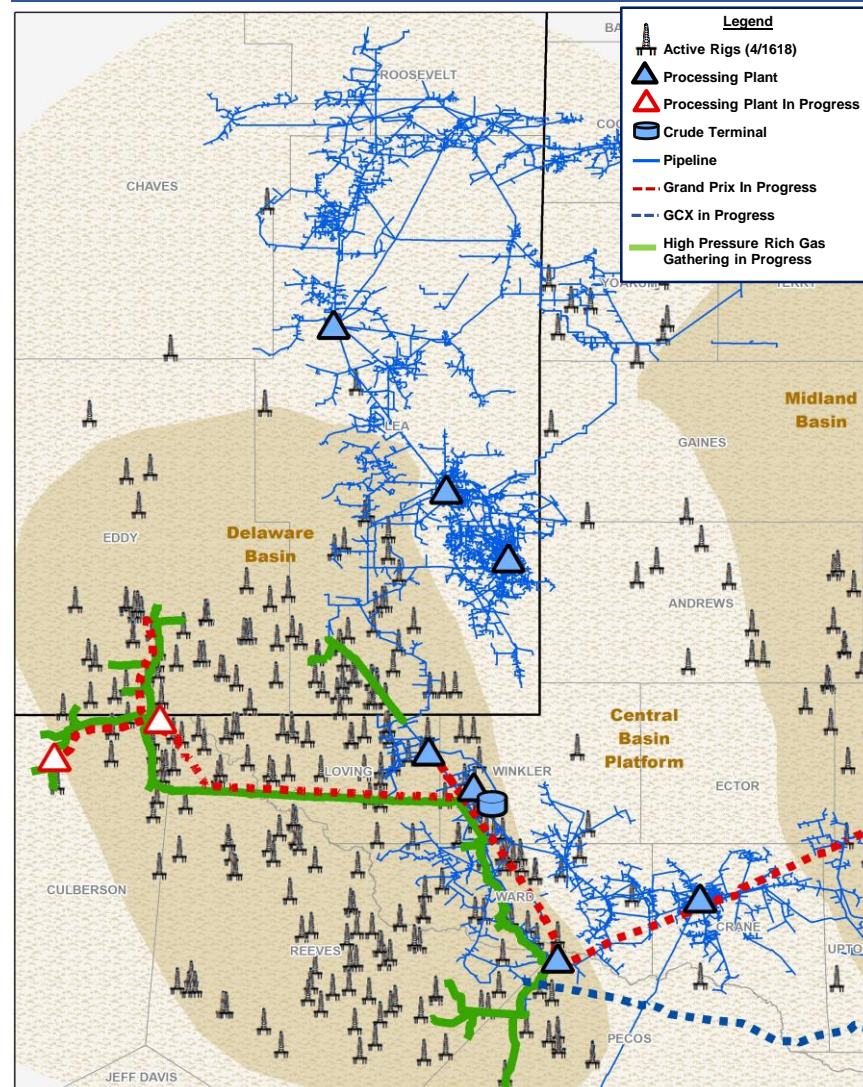 Legend
Active Rigs (4/1618)
Processing Plant
Processing Plant In Progress
Crude Terminal
Pipeline
Grand Prix In Progress
GCX in Progress
High Pressure Rich Gas
Gathering in Progress
BA
ROOSEVELT
COC
CHAVES
YOAKUM
TERRY
Midland
Basin
LEA
GAINES
EDDY
Delaware
Basin
ANDREWS
Central
Basin
Platform
LOVING
WINKLER
ECTOR
CULBERSON
WARD
CRANE
REEVES
UPTO
PECOS
JEFF DAVIS